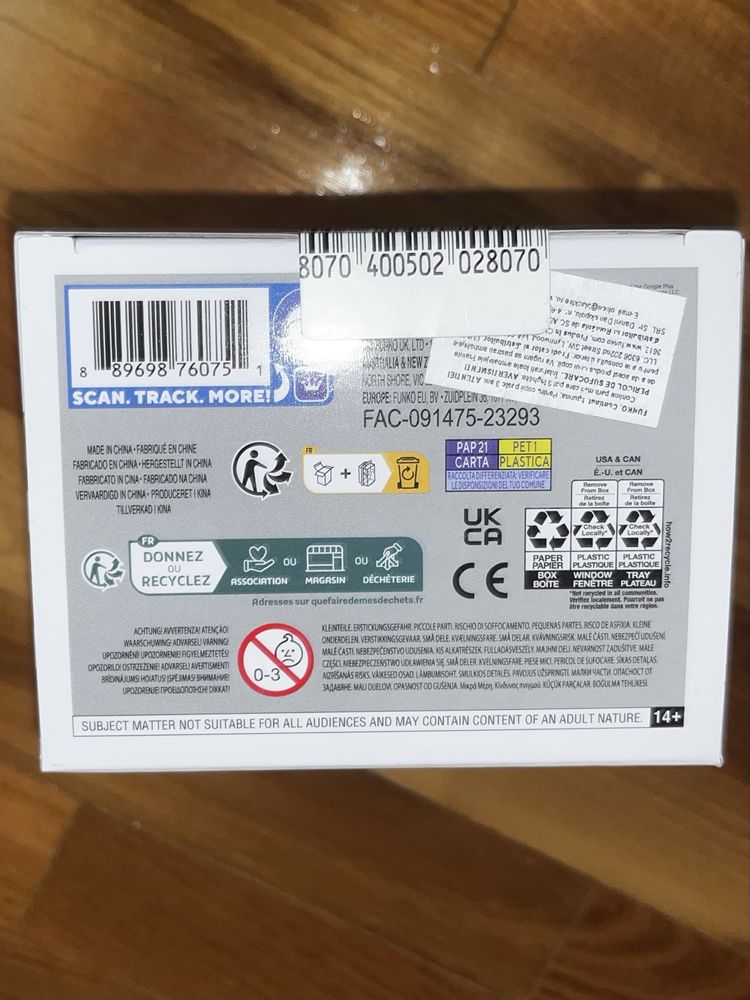 8070 400502 028070
Google Play
8 89698 76075 1
SCAN. TRACK. MORE!
FUNKO UK, LTD
AUSTRALIA & NEW Z
NORTH SHORE, VIC
EUROPE: FUNKO EU, BV • ZUIDPLEIN 36,
FAC-091475-23293
MADE IN CHINA • FABRIQUÉ EN CHINE
FABRICADO EN CHINA • HERGESTELLT IN CHINA
FABBRICATO IN CINA • FABRICADO NA CHINA
VERVAARDIGD IN CHINA • PRODUCERET I KINA
TILLVERKAD I KINA
FR
+
PAP 21
PET 1
CARTA
PLASTICA
RACCOLTA DIFFERENZIATA: VERIFICARE
LE DISPOSIZIONI DEL TUO COMUNE
USA & CAN
É.-U. et CAN
Remove
From Box
Retirez
de la boîte
Remove
From Box
Retirez
de la boîte
Check
Locally*
Check
Locally*
PAPER
PAPIER
BOX
BOÎTE
PLASTIC
PLASTIQUE
WINDOW
FENÊTRE
PLASTIC
PLASTIQUE
TRAY
PLATEAU
*Not recycled in all communities.
Vérifiez localement. Pourrait ne pas
être recyclable dans votre région.
how2recycle.info
UK
CA
CE
FR
DONNEZ
OU
RECYCLEZ
ASSOCIATION
OU
MAGASIN
OU
DÉCHÈTERIE
Adresses sur quefairedemesdechets.fr
ACHTUNG! AVVERTENZA! ATENÇÃO!
WAARSCHUWING! ADVARSEL! VARNING!
UPOZORNĚNÍ! UPOZORNENIE! FIGYELMEZTETÉS!
OPOZORILO! OSTRZEŻENIE! ADVARSEL! AVERTISMENT!
BRĪDINĀJUMS! HOIATUS! ĮSPĖJIMAS! ВНИМАНИЕ!
UPOZORENJE! ΠΡΟΕΙΔΟΠΟΙΗΣΗ! DIKKAT!
0-3
KLEINTEILE. ERSTICKUNGSGEFAHR. PICCOLE PARTI. RISCHIO DI SOFFOCAMENTO. PEQUENAS PARTES. RISCO DE ASFIXIA. KLEINE
ONDERDELEN. VERSTIKKINGSGEVAAR. SMÅ DELE. KVÆLNINGSFARE. SMÅ DELAR. KVÄVNINGSRISK. MALÉ ČÁSTI. NEBEZPEČÍ UDUŠENÍ.
MALÉ ČASTI. NEBEZPEČENSTVO UDUSENIA. KIS ALKATRÉSZEK. FULLADÁSVESZÉLY. MAJHNI DELI. NEVARNOST ZADUŠITVE. MAŁE
CZĘŚCI. NIEBEZPIECZEŃSTWO UDŁAWIENIA SIĘ. SMÅ DELER. KVELNINGSFARE. PIESE MICI. PERICOL DE SUFOCARE. SĪKAS DETAĻAS.
AIZRĪŠANĀS RISKS. VÄIKESED OSAD. LÄMBUMISOHT. SMULKIOS DETALĖS. PAVOJUS UŽSPRINGTI. МАЛКИ ЧАСТИ. ОПАСНОСТ ОТ
ЗАДАВЯНЕ. MALI DIJELOVI. OPASNOST OD GUŠENJA. Μικρά Μέρη. Κίνδυνος πνιγμού. KÜÇÜK PARÇALAR. BOĞULMA TEHLİKESİ.
SUBJECT MATTER NOT SUITABLE FOR ALL AUDIENCES AND MAY CONTAIN CONTENT OF AN ADULT NATURE. 14+